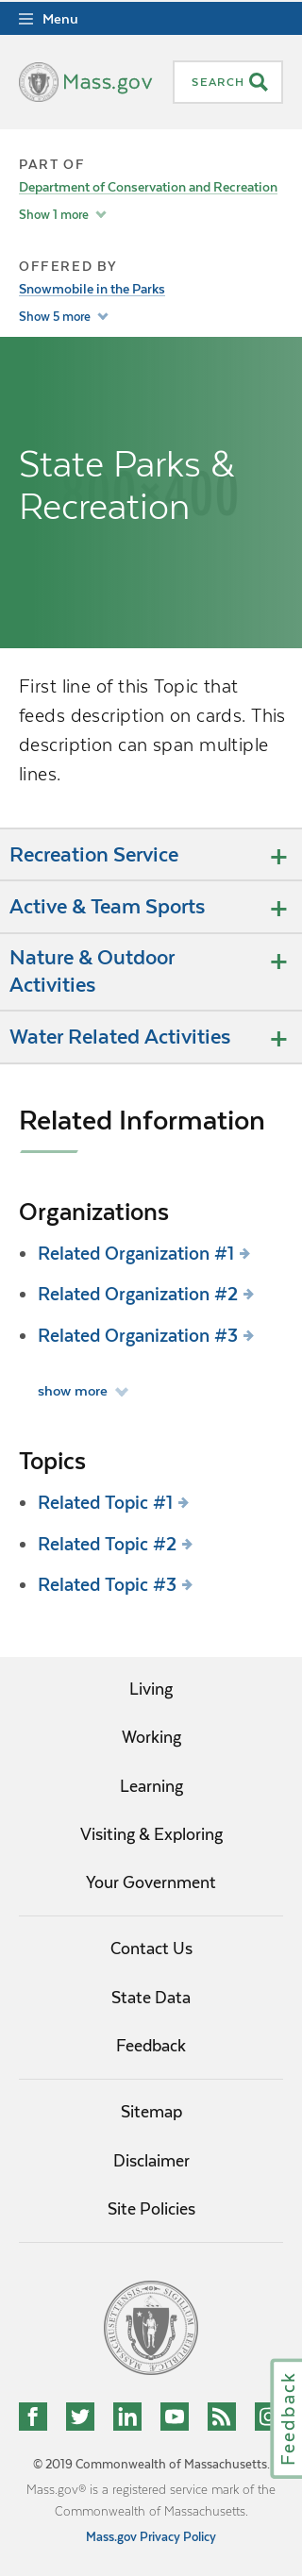 Menu
Mass.gov
SEARCH
PART OF
Department of Conservation and Recreation
Show 1 more
OFFERED BY
Snowmobile in the Parks
Show 5 more
State Parks &
Recreation
First line of this Topic that
feeds description on cards. This
description can span multiple
lines.
Recreation Service
Active & Team Sports
Nature & Outdoor
Activities
Water Related Activities
Related Information
Organizations
Related Organization #1
Related Organization #2
Related Organization #3
show more
Topics
Related Topic #1
Related Topic #2
Related Topic #3
Living
Working
Learning
Visiting & Exploring
Your Government
Contact Us
State Data
Feedback
Sitemap
Disclaimer
Site Policies
Feedback
© 2019 Commonwealth of Massachusetts.
Mass.gov® is a registered service mark of the
Commonwealth of Massachusetts.
Mass.gov Privacy Policy